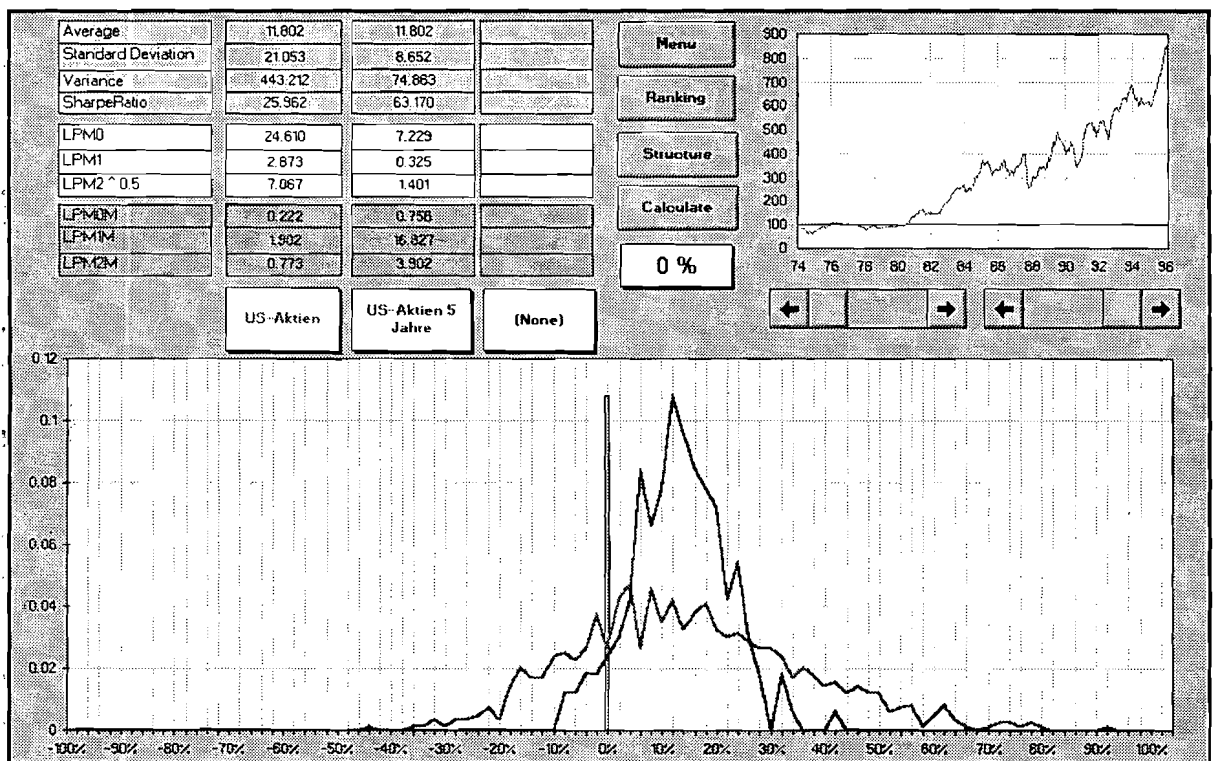 Average 11.802 11.802
Standard Deviation 21.053 8.652
Variance 443.212 74.863
SharpeRatio 25.962 63.170
LPM0 24.610 7.229
LPM1 2.873 0.325
LPM2 ^ 0.5 7.067 1.401
LPM0M 0.222 0.758
LPM1M 1.902 16.827
LPM2M 0.773 3.902
US-Aktien
US-Aktien 5
Jahre
(None)
Menu
Ranking
Structure
Calculate
0 %
900
800
700
600
500
400
300
200
100
0
74 76 78 80 82 84 86 88 90 92 94 96
0.12
0.1
0.08
0.06
0.04
0.02
0
-100% -90% -80% -70% -60% -50% -40% -30% -20% -10% 0% 10% 20% 30% 40% 50% 60% 70% 80% 90% 100%